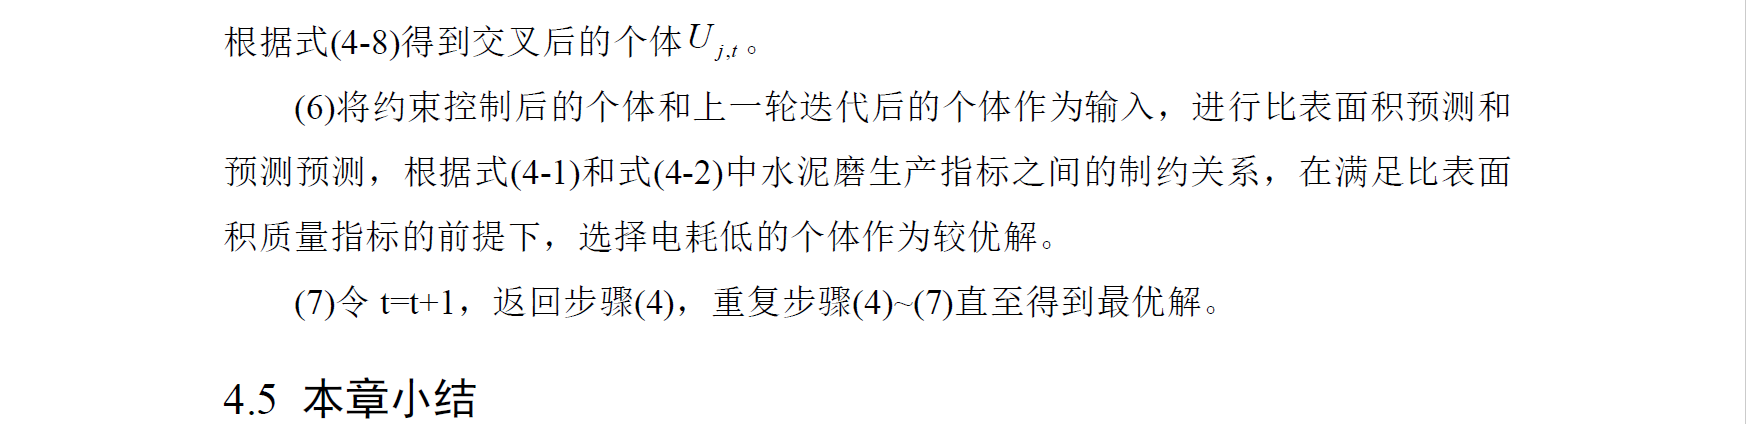 根据式(4-8)得到交叉后的个体U j,t。
(6)将约束控制后的个体和上一轮迭代后的个体作为输入，进行比表面积预测和
预测预测，根据式(4-1)和式(4-2)中水泥磨生产指标之间的制约关系，在满足比表面
积质量指标的前提下，选择电耗低的个体作为较优解。
(7)令 t=t+1，返回步骤(4)，重复步骤(4)~(7)直至得到最优解。
4.5 本章小结